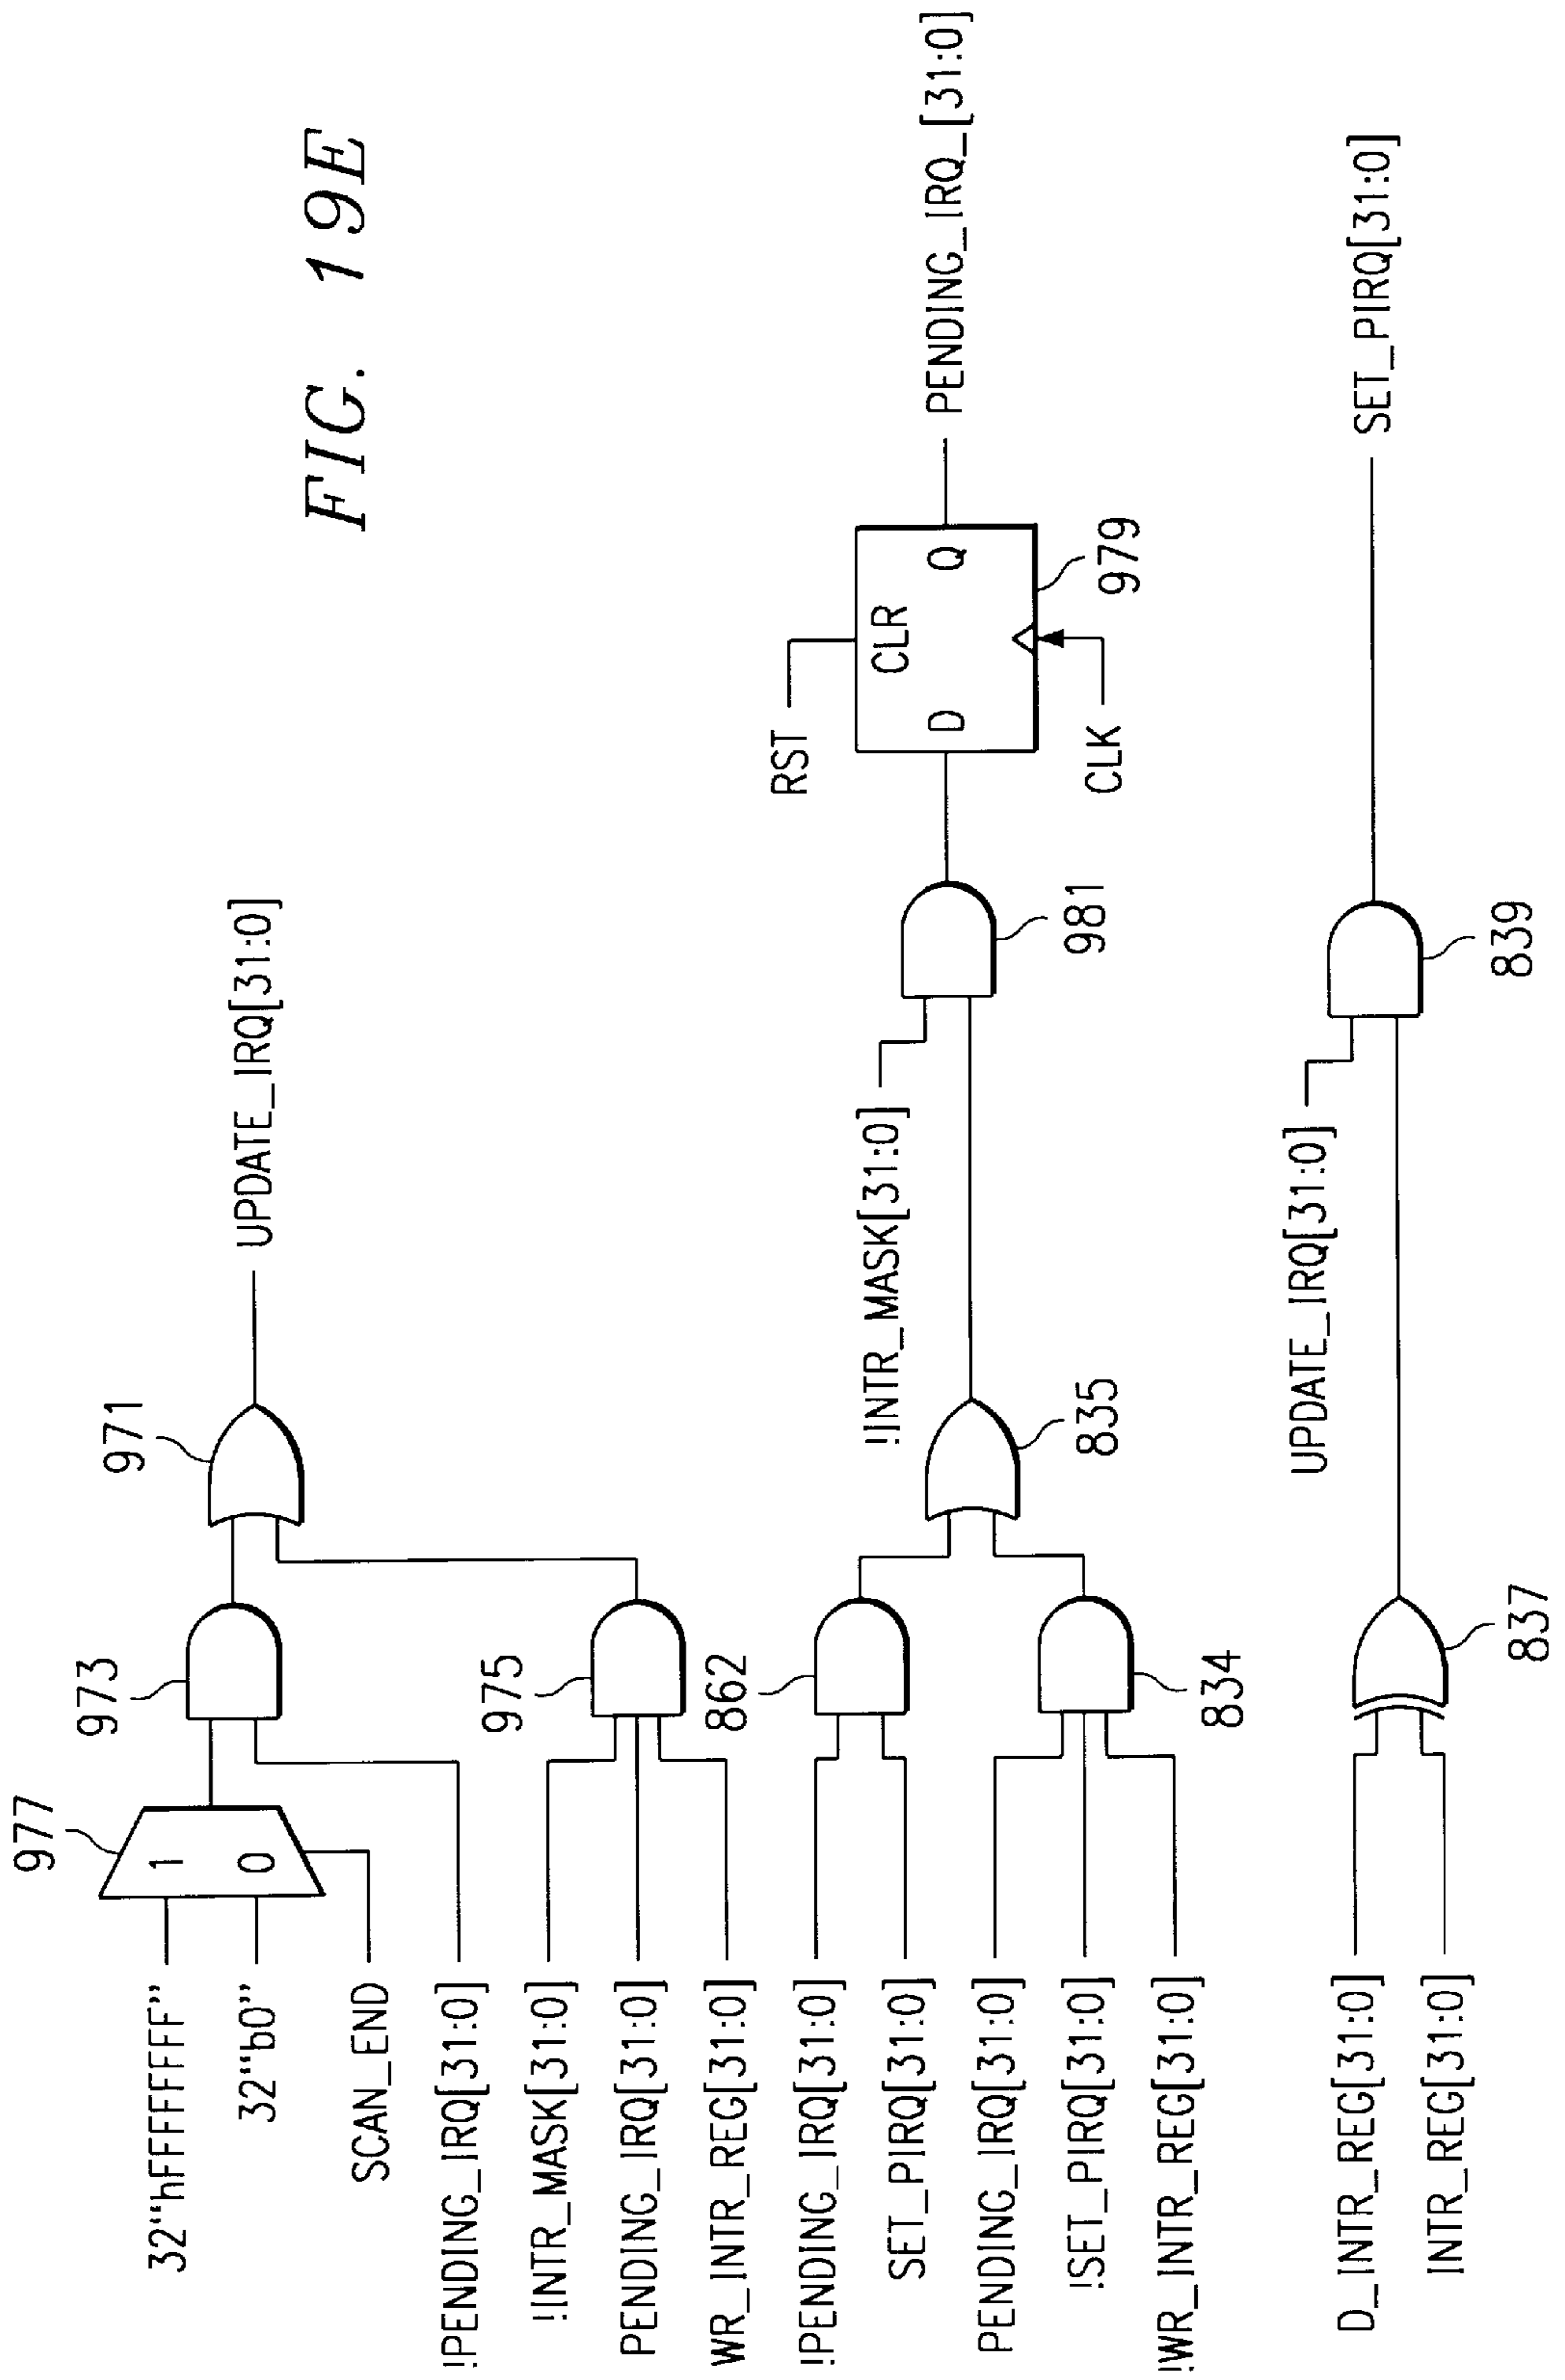 FIG. 19E
977
973
971
32“hFFFFFFFF”
1
32“b0”
0
UPDATE_IRQ[31:0]
SCAN_END
!PENDING_IRQ[31:0]
975
!INTR_MASK[31:0]
PENDING_IRQ[31:0]
WR_INTR_REG[31:0]
862
RST
!PENDING_IRQ[31:0]
!INTR_MASK[31:0]
CLR
SET_PIRQ[31:0]
D
Q
PENDING_IRQ_[31:0]
PENDING_IRQ[31:0]
!SET_PIRQ[31:0]
835
981
CLK
979
!WR_INTR_REG[31:0]
834
UPDATE_IRQ[31:0]
D_INTR_REG[31:0]
SET_PIRQ[31:0]
INTR_REG[31:0]
837
839